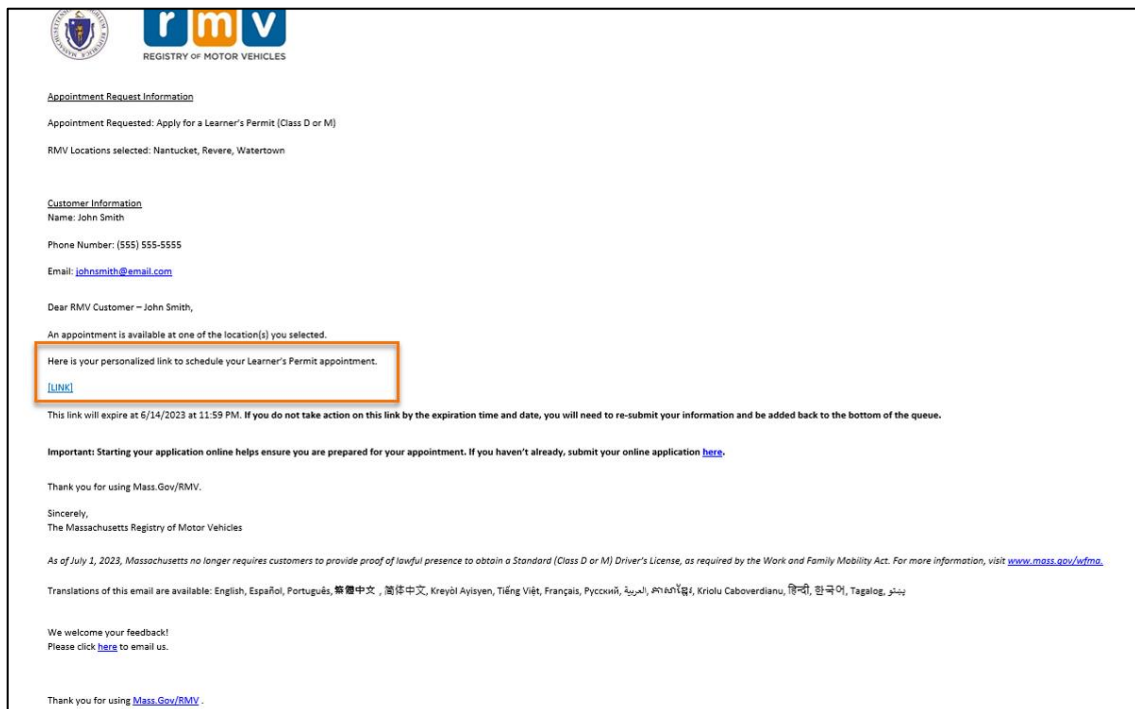 rmv
REGISTRY OF MOTOR VEHICLES
Appointment Request Information
Appointment Requested: Apply for a Learner's Permit (Class D or M)
RMV Locations selected: Nantucket, Revere, Watertown
Customer Information
Name: John Smith
Phone Number: (555) 555-5555
Email: johnsmith@email.com
Dear RMV Customer – John Smith,
An appointment is available at one of the location(s) you selected.
Here is your personalized link to schedule your Learner's Permit appointment.
[LINK]
This link will expire at 6/14/2023 at 11:59 PM. If you do not take action on this link by the expiration time and date, you will need to re-submit your information and be added back to the bottom of the queue.
Important: Starting your application online helps ensure you are prepared for your appointment. If you haven't already, submit your online application here.
Thank you for using Mass.Gov/RMV.
Sincerely,
The Massachusetts Registry of Motor Vehicles
As of July 1, 2023, Massachusetts no longer requires customers to provide proof of lawful presence to obtain a Standard (Class D or M) Driver's License, as required by the Work and Family Mobility Act. For more information, visit www.mass.gov/wfma.
Translations of this email are available: English, Español, Português, 繁體中文 , 简体中文, Kreyòl Ayisyen, Tiếng Việt, Français, Русский, العربية, ភាសាខ្មែរ, Kriolu Caboverdianu, हिन्दी, 한국어, Tagalog, پښتو
We welcome your feedback!
Please click here to email us.
Thank you for using Mass.Gov/RMV .